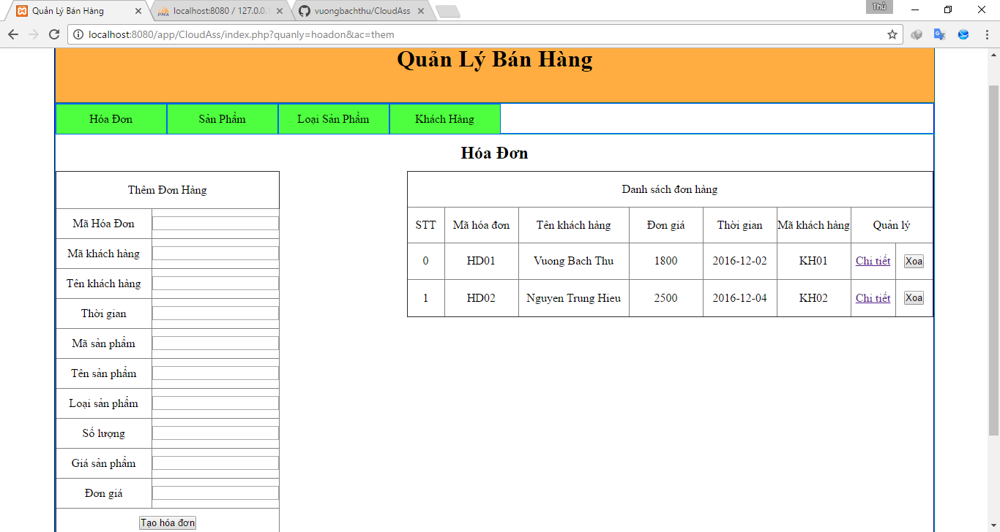 Quản Lý Bán Hàng
localhost:8080 / 127.0.0.1
vuongbachthu/CloudAss
Thủ
localhost:8080/app/CloudAss/index.php?quanly=hoadon&ac=them
Quản Lý Bán Hàng
Hóa Đơn Sản Phẩm Loại Sản Phẩm Khách Hàng
Hóa Đơn
Thêm Đơn Hàng
Mã Hóa Đơn
Mã khách hàng
Tên khách hàng
Thời gian
Mã sản phẩm
Tên sản phẩm
Loại sản phẩm
Số lượng
Giá sản phẩm
Đơn giá
Tạo hóa đơn
Danh sách đơn hàng
STT Mã hóa đơn Tên khách hàng Đơn giá Thời gian Mã khách hàng Quản lý
0 HD01 Vuong Bach Thu 1800 2016-12-02 KH01 Chi tiết Xoa
1 HD02 Nguyen Trung Hieu 2500 2016-12-04 KH02 Chi tiết Xoa